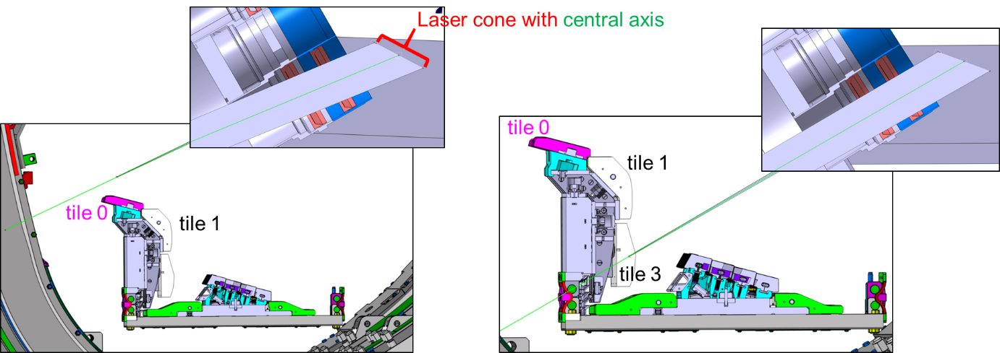 Laser cone with central axis
tile 0
tile 1
tile 0
tile 1
tile 3